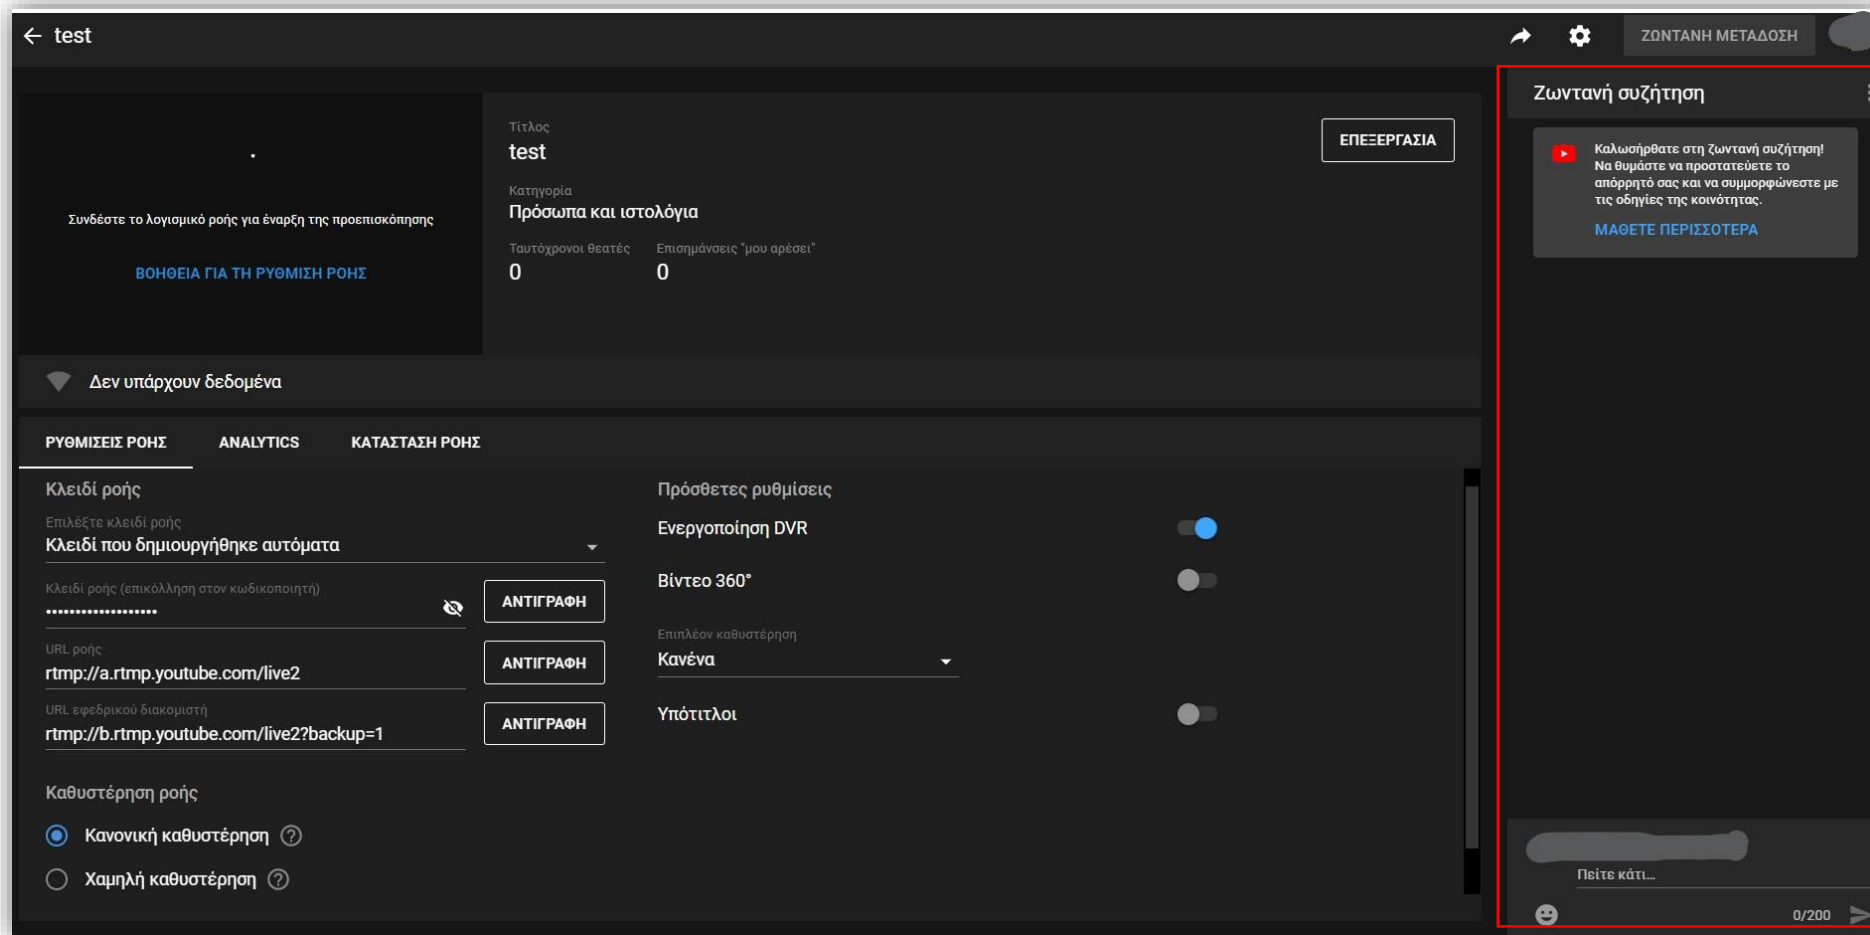 test
ΖΩΝΤΑΝΗ ΜΕΤΑΔΟΣΗ
Συνδέστε το λογισμικό ροής για έναρξη της προεπισκόπησης
ΒΟΗΘΕΙΑ ΓΙΑ ΤΗ ΡΥΘΜΙΣΗ ΡΟΗΣ
Τίτλος
test
ΕΠΕΞΕΡΓΑΣΙΑ
Κατηγορία
Πρόσωπα και ιστολόγια
Ταυτόχρονοι θεατές Επισημάνσεις "μου αρέσει"
0 0
Δεν υπάρχουν δεδομένα
ΡΥΘΜΙΣΕΙΣ ΡΟΗΣ ANALYTICS ΚΑΤΑΣΤΑΣΗ ΡΟΗΣ
Κλειδί ροής
Επιλέξτε κλειδί ροής
Κλειδί που δημιουργήθηκε αυτόματα
Κλειδί ροής (επικόλληση στον κωδικοποιητή)
•••••••••••••••••••
ΑΝΤΙΓΡΑΦΗ
URL ροής
rtmp://a.rtmp.youtube.com/live2
ΑΝΤΙΓΡΑΦΗ
URL εφεδρικού διακομιστή
rtmp://b.rtmp.youtube.com/live2?backup=1
ΑΝΤΙΓΡΑΦΗ
Καθυστέρηση ροής
Κανονική καθυστέρηση
Χαμηλή καθυστέρηση
Πρόσθετες ρυθμίσεις
Ενεργοποίηση DVR
Βίντεο 360°
Επιπλέον καθυστέρηση
Κανένα
Υπότιτλοι
Ζωντανή συζήτηση
Καλωσήρθατε στη ζωντανή συζήτηση!
Να θυμάστε να προστατεύετε το
απόρρητό σας και να συμμορφώνεστε με
τις οδηγίες της κοινότητας.
ΜΑΘΕΤΕ ΠΕΡΙΣΣΟΤΕΡΑ
Πείτε κάτι...
0/200